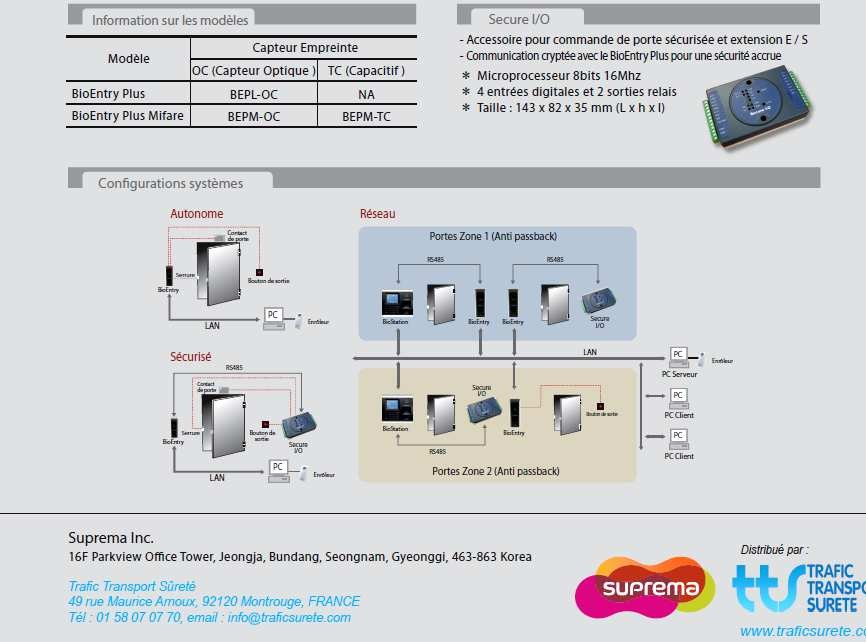 Information sur les modèles
Modèle
Capteur Empreinte
OC (Capteur Optique ) TC (Capacitif )
BioEntry Plus BEPL-OC NA
BioEntry Plus Mifare BEPM-OC BEPM-TC
Secure I/O
- Accessoire pour commande de porte sécurisée et extension E / S
- Communication cryptée avec le BioEntry Plus pour une sécurité accrue
* Microprocesseur 8bits 16Mhz
* 4 entrées digitales et 2 sorties relais
* Taille : 143 x 82 x 35 mm (L x h x l)
Configurations systèmes
Autonome
Contact
de porte
Serrure
BioEntry
Bouton de sortie
PC
Enrôleur
LAN
Sécurisé
RS485
Contact
de porte
Serrure
BioEntry
Bouton de
sortie
Secure
I/O
PC
Enrôleur
LAN
Réseau
Portes Zone 1 (Anti passback)
RS485 RS485
BioStation BioEntry BioEntry Secure
I/O
LAN
PC
Enrôleur
PC Serveur
PC
PC Client
PC
PC Client
Secure
I/O
BioStation
BioEntry
Bouton de sortie
RS485
Portes Zone 2 (Anti passback)
Suprema Inc.
16F Parkview Office Tower, Jeongja, Bundang, Seongnam, Gyeonggi, 463-863 Korea
Trafic Transport Sûreté
49 rue Maurice Arnoux, 92120 Montrouge, FRANCE
Tél : 01 58 07 07 70, email : info@traficsurete.com
suprema
Distribué par :
tts
TRAFIC
TRANSPO
SURETE
www.traficsurete.co